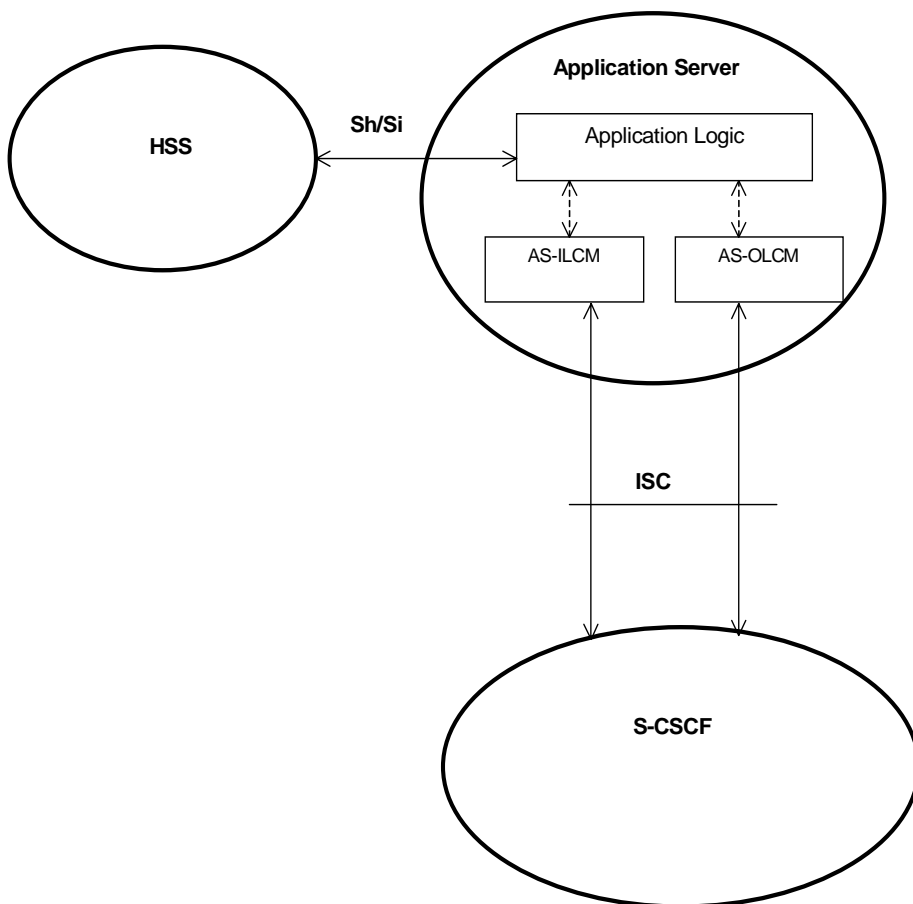 Application Server
Sh/Si
HSS
Application Logic
AS-ILCM
AS-OLCM
ISC
S-CSCF